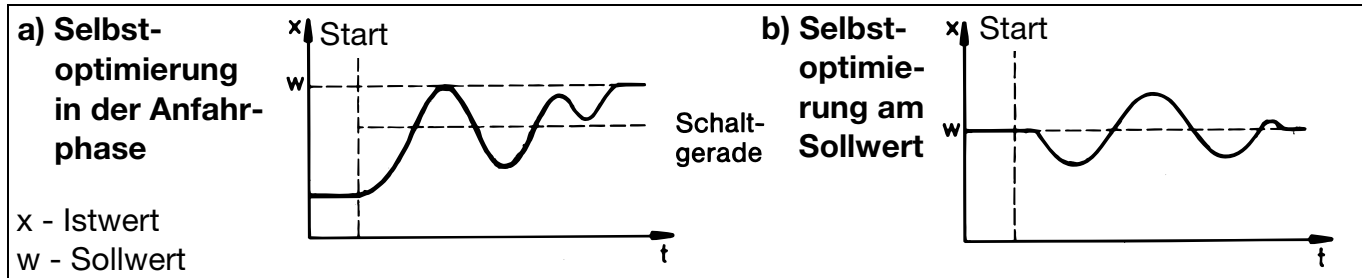 a) Selbst-
optimierung
in der Anfahr-
phase
x - Istwert
w - Sollwert
x Start
w
t
Schalt-
gerade
b) Selbst-
optimie-
rung am
Sollwert
x Start
w
t